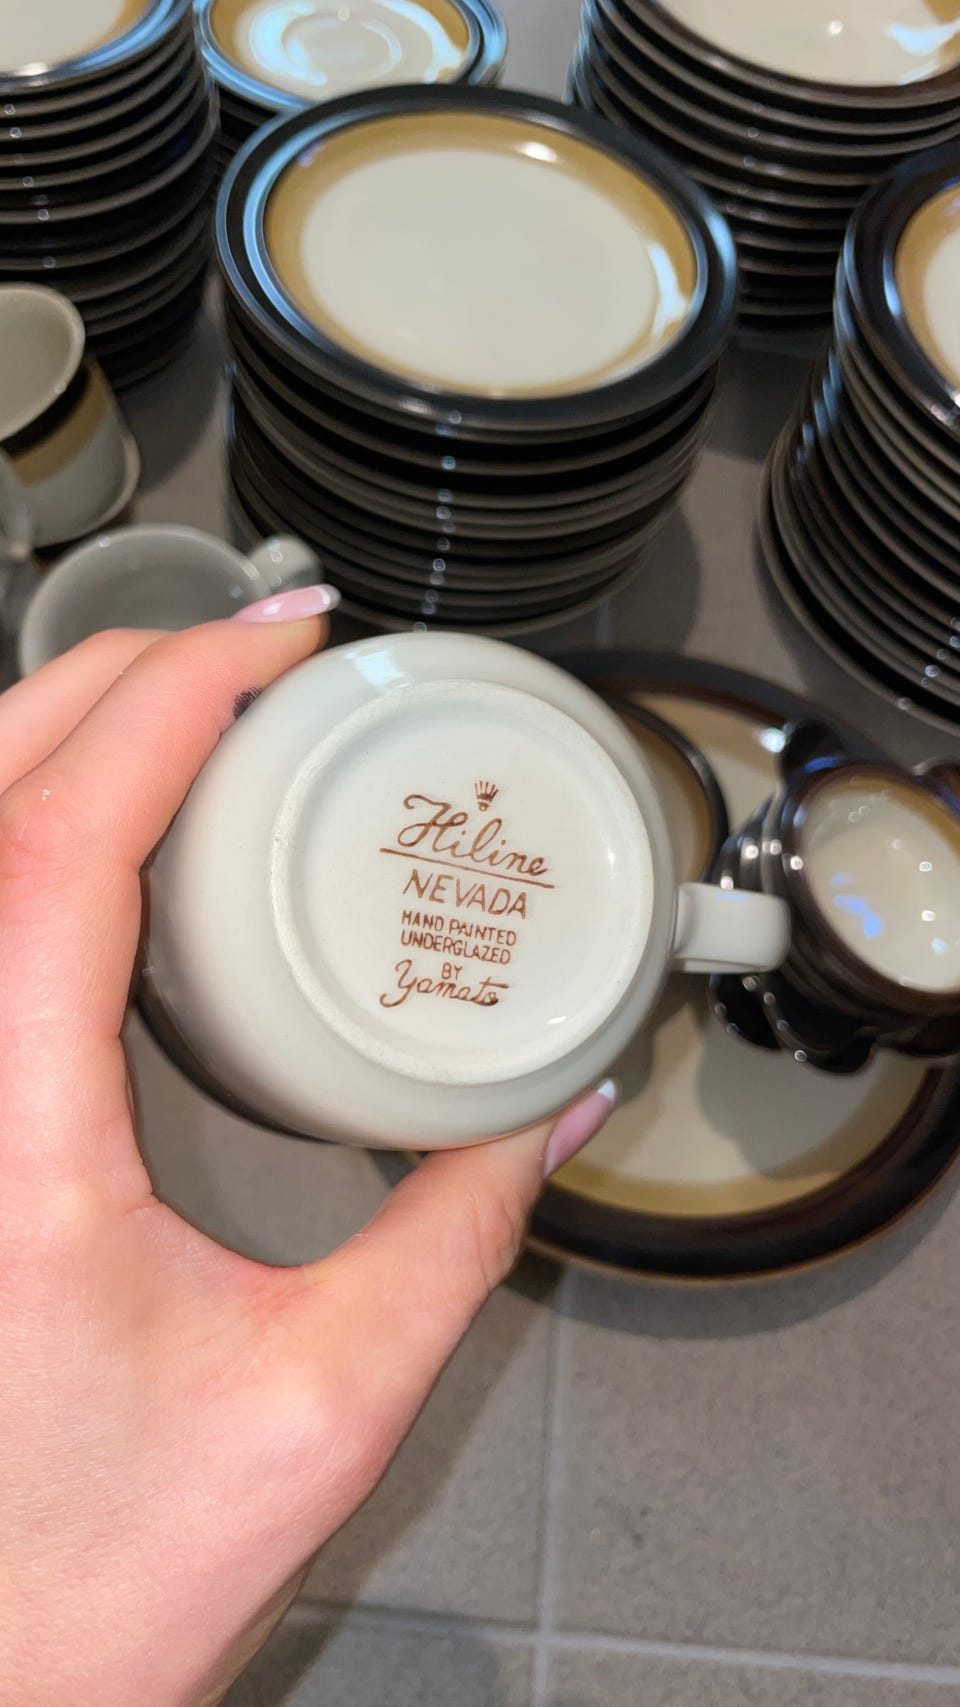 Hiline
NEVADA
HAND PAINTED
UNDERGLAZED
BY
Yamato